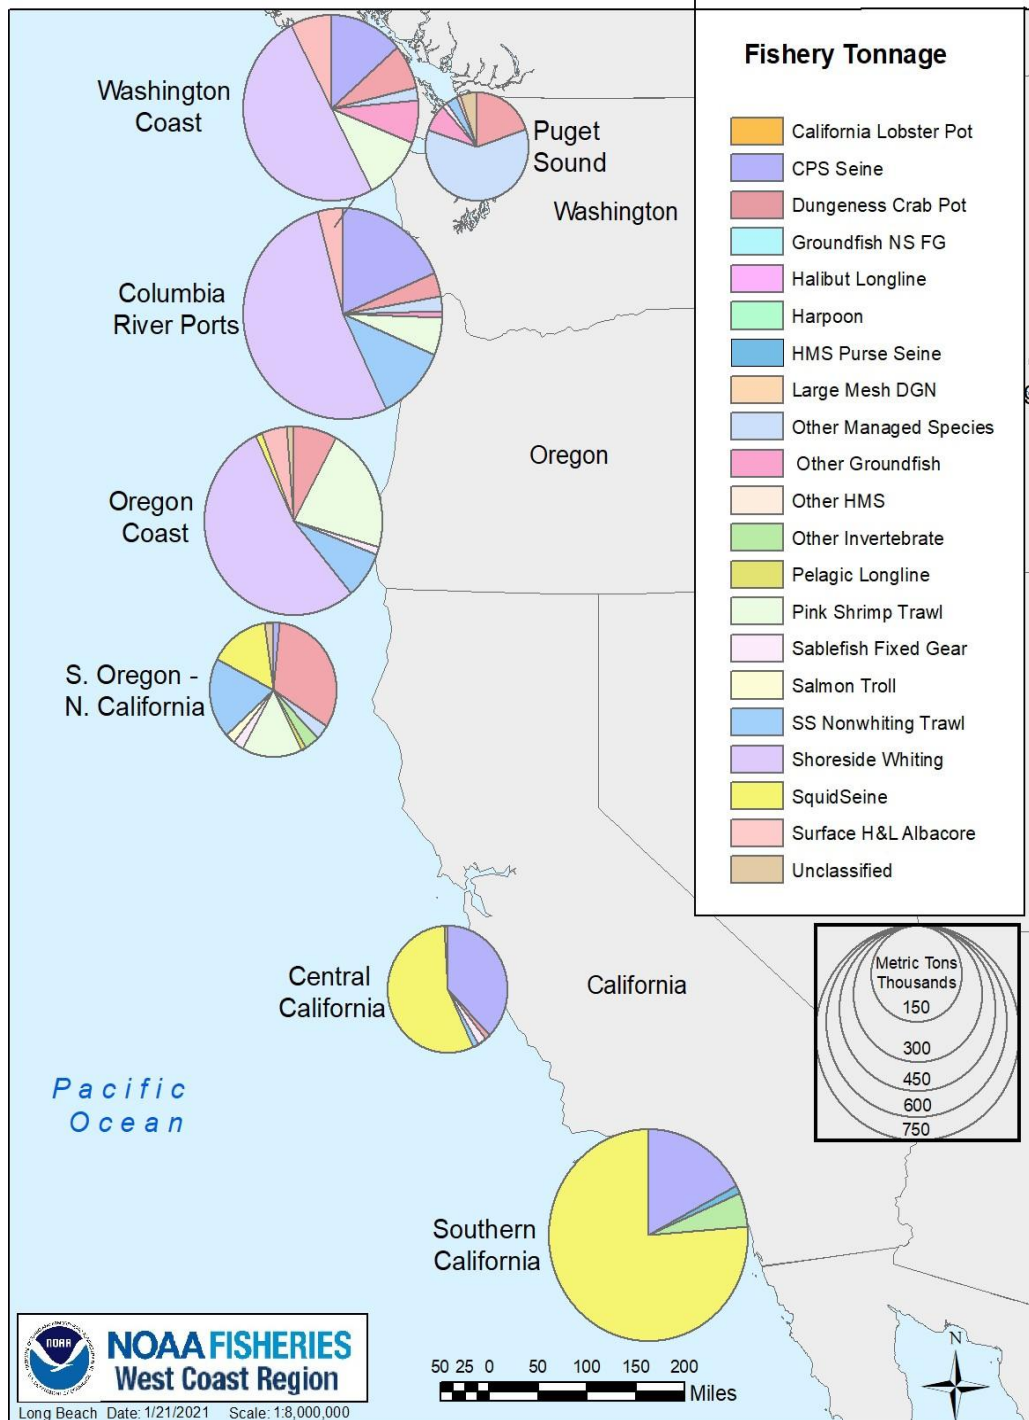 Washington
Coast
Puget
Sound
Washington
Columbia
River Ports
Oregon
Coast
Oregon
S. Oregon -
N. California
Central
California
California
Pacific
Ocean
Southern
California
Fishery Tonnage
California Lobster Pot
CPS Seine
Dungeness Crab Pot
Groundfish NS FG
Halibut Longline
Harpoon
HMS Purse Seine
Large Mesh DGN
Other Managed Species
Other Groundfish
Other HMS
Other Invertebrate
Pelagic Longline
Pink Shrimp Trawl
Sablefish Fixed Gear
Salmon Troll
SS Nonwhiting Trawl
Shoreside Whiting
SquidSeine
Surface H&L Albacore
Unclassified
Metric Tons
Thousands
150
300
450
600
750
NOAA
NOAA FISHERIES
West Coast Region
Long Beach Date: 1/21/2021 Scale: 1:8,000,000
50 25 0 50 100 150 200
Miles
N